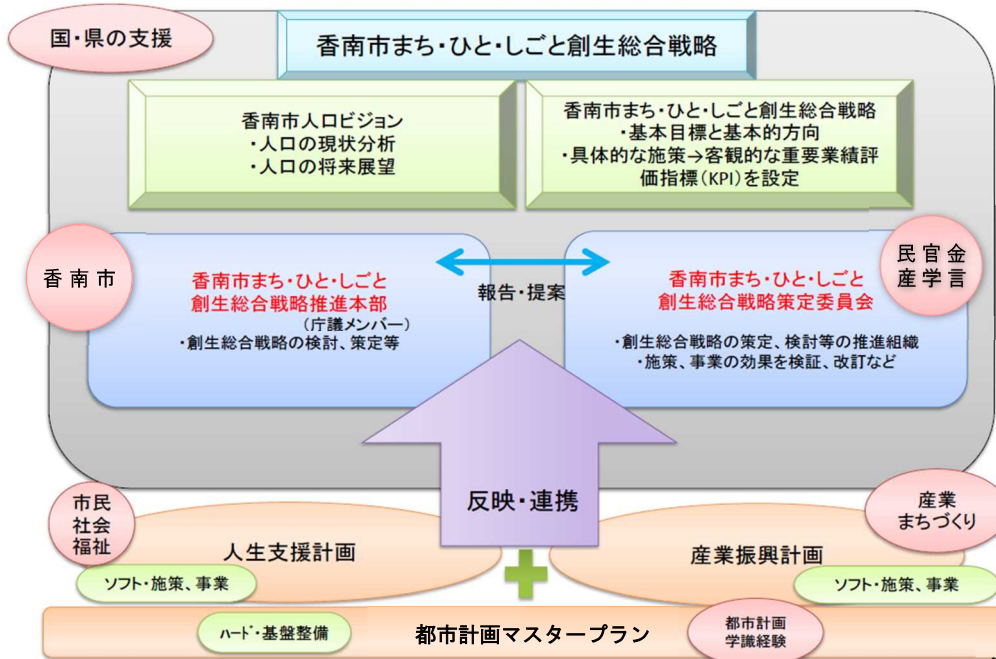 国・県の支援
香南市まち・ひと・しごと創生総合戦略
香南市人口ビジョン
・人口の現状分析
・人口の将来展望
香南市まち・ひと・しごと創生総合戦略
・基本目標と基本的方向
・具体的な施策→客観的な重要業績評
価指標(KPI)を設定
香南市
香南市まち・ひと・しごと
創生総合戦略推進本部
(庁議メンバー)
・創生総合戦略の検討、策定等
報告・提案
民官金
産学言
香南市まち・ひと・しごと
創生総合戦略策定委員会
・創生総合戦略の策定、検討等の推進組織
・施策、事業の効果を検証、改訂など
反映・連携
市民
社会
福祉
人生支援計画
ソフト・施策、事業
産業
まちづくり
産業振興計画
ソフト・施策、事業
ハード・基盤整備
都市計画マスタープラン
都市計画
学識経験